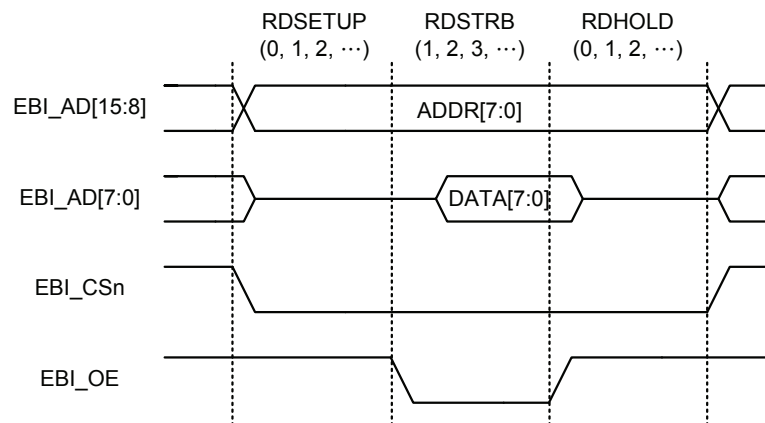 RDSETUP RDSTRB RDHOLD
(0, 1, 2, ⋯) (1, 2, 3, ⋯) (0, 1, 2, ⋯)
EBI_AD[15:8] ADDR[7:0]
EBI_AD[7:0] DATA[7:0]
EBI_CSn
EBI_OE